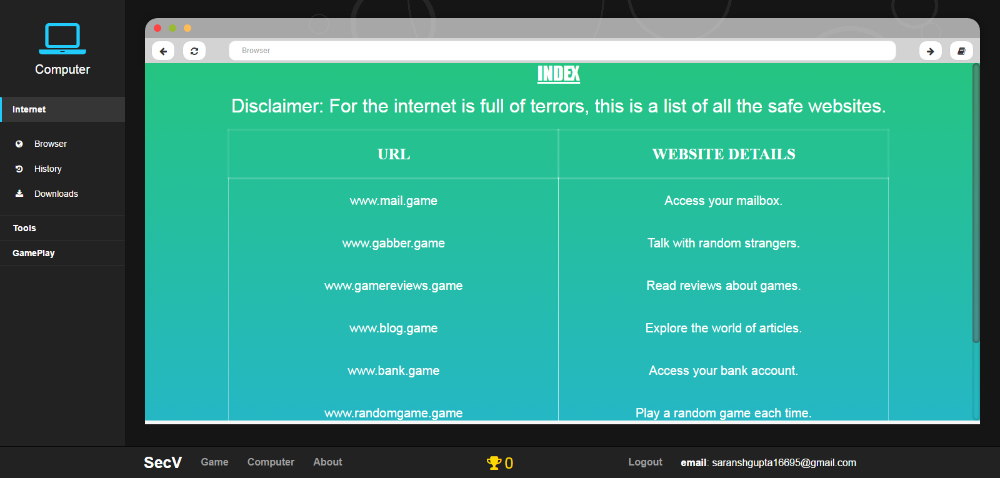 Computer
Internet
Browser
History
Downloads
Tools
GamePlay
Browser
INDEX
Disclaimer: For the internet is full of terrors, this is a list of all the safe websites.
URL WEBSITE DETAILS
www.mail.game Access your mailbox.
www.gabber.game Talk with random strangers.
www.gamereviews.game Read reviews about games.
www.blog.game Explore the world of articles.
www.bank.game Access your bank account.
www.randomgame.game Play a random game each time.
SecV Game Computer About 0 Logout email: saranshgupta16695@gmail.com